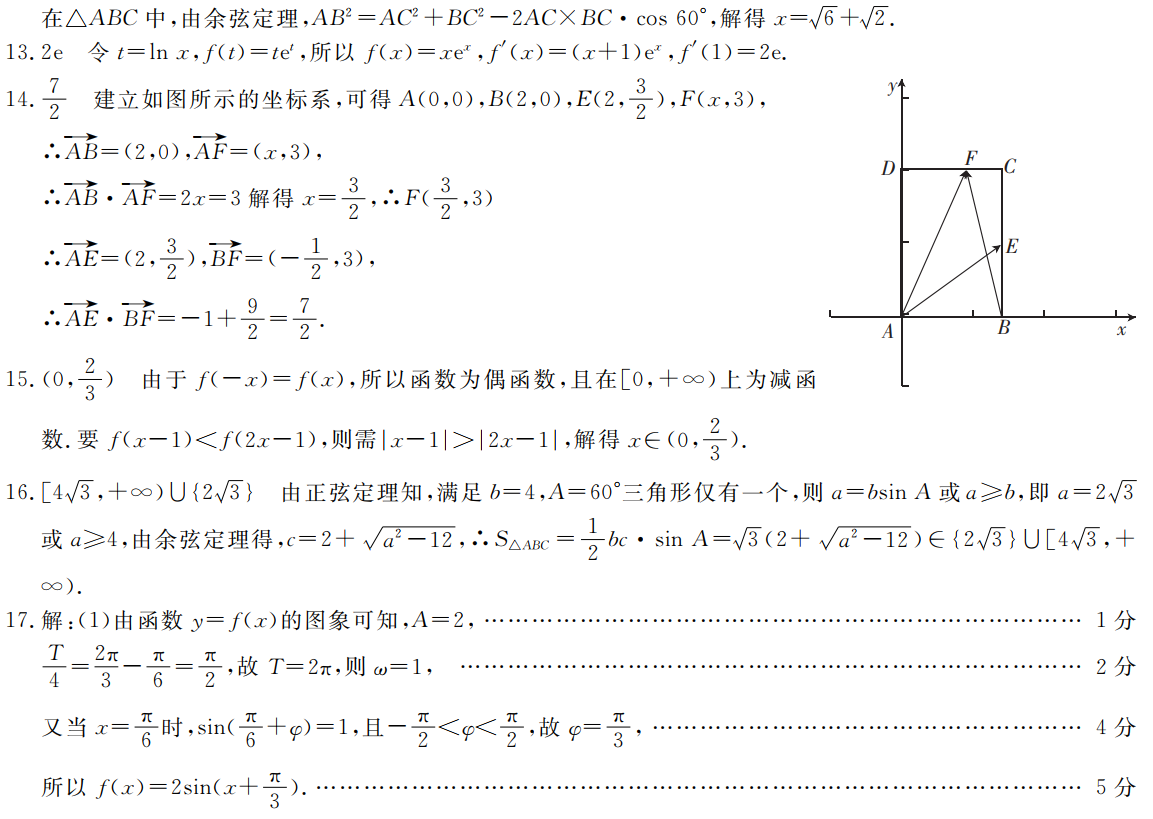 在△ABC 中,由余弦定理,AB²=AC²+BC²-2AC×BC·cos 60°,解得 x=√6+√2.
13. 2e 令 t=ln x,f(t)=teᵗ,所以 f(x)=xeˣ,f′(x)=(x+1)eˣ,f′(1)=2e.
14. 7/2 建立如图所示的坐标系,可得 A(0,0),B(2,0),E(2,3/2),F(x,3),
∴→AB=(2,0),→AF=(x,3),
∴→AB·→AF=2x=3 解得 x=3/2,∴F(3/2,3)
∴→AE=(2,3/2),→BF=(-1/2,3),
∴→AE·→BF=-1+9/2=7/2.
y
D F C
E
A B x
15. (0,2/3) 由于 f(-x)=f(x),所以函数为偶函数,且在[0,+∞)上为减函
数.要 f(x-1)<f(2x-1),则需|x-1|>|2x-1|,解得 x∈(0,2/3).
16. [4√3,+∞)∪{2√3} 由正弦定理知,满足 b=4,A=60°三角形仅有一个,则 a=bsin A 或 a≥b,即 a=2√3
或 a≥4,由余弦定理得,c=2+√(a²-12),∴S△ABC=1/2bc·sin A=√3(2+√(a²-12))∈{2√3}∪[4√3,+
∞).
17. 解:(1)由函数 y=f(x)的图象可知,A=2, …………………………………………………………… 1 分
T/4=2π/3-π/6=π/2,故 T=2π,则 ω=1, …………………………………………………………… 2 分
又当 x=π/6时,sin(π/6+φ)=1,且-π/2<φ<π/2,故 φ=π/3, ………………………………………… 4 分
所以 f(x)=2sin(x+π/3). …………………………………………………………………………… 5 分